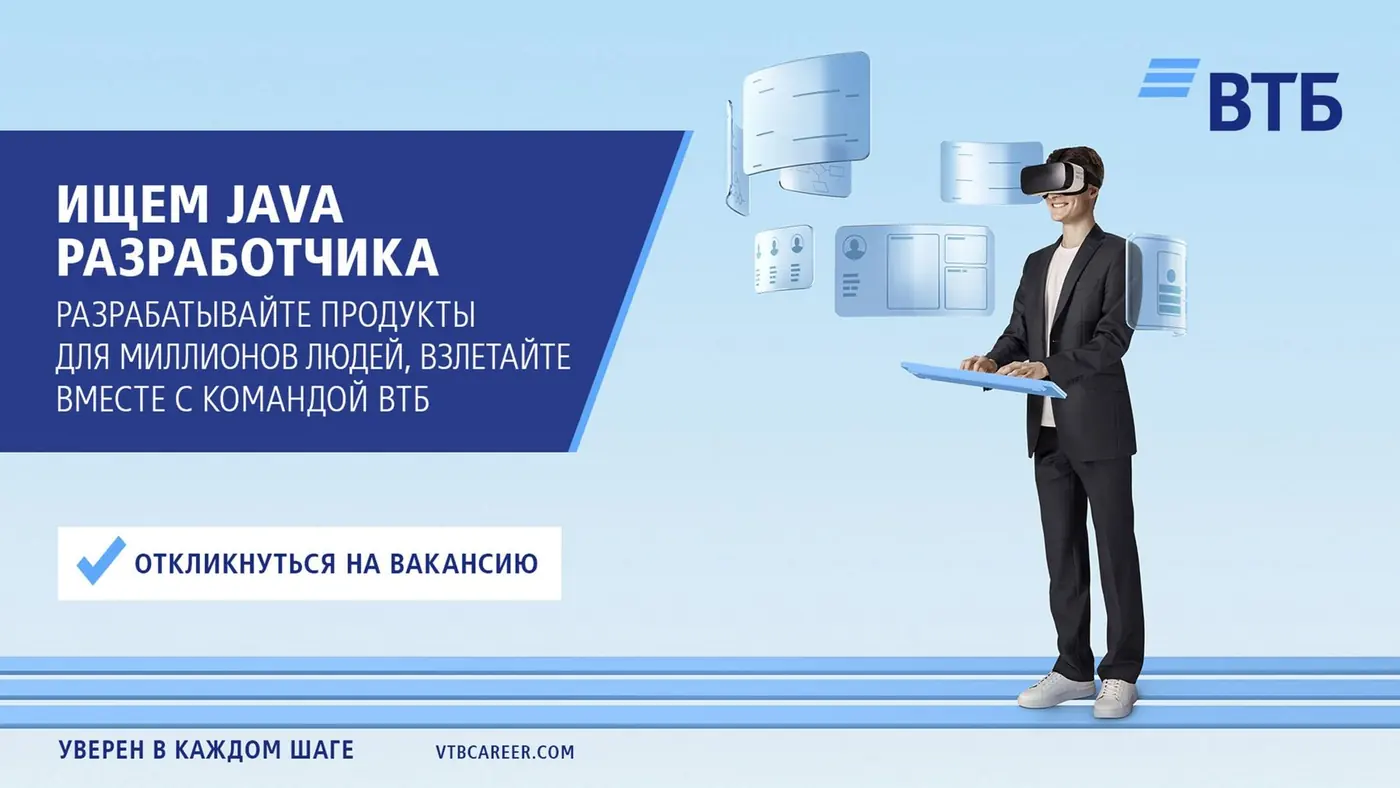 ВТБ
ИЩЕМ JAVA
РАЗРАБОТЧИКА
РАЗРАБАТЫВАЙТЕ ПРОДУКТЫ
ДЛЯ МИЛЛИОНОВ ЛЮДЕЙ, ВЗЛЕТАЙТЕ
ВМЕСТЕ С КОМАНДОЙ ВТБ
ОТКЛИКНУТЬСЯ НА ВАКАНСИЮ
УВЕРЕН В КАЖДОМ ШАГЕ
VTBCAREER.COM